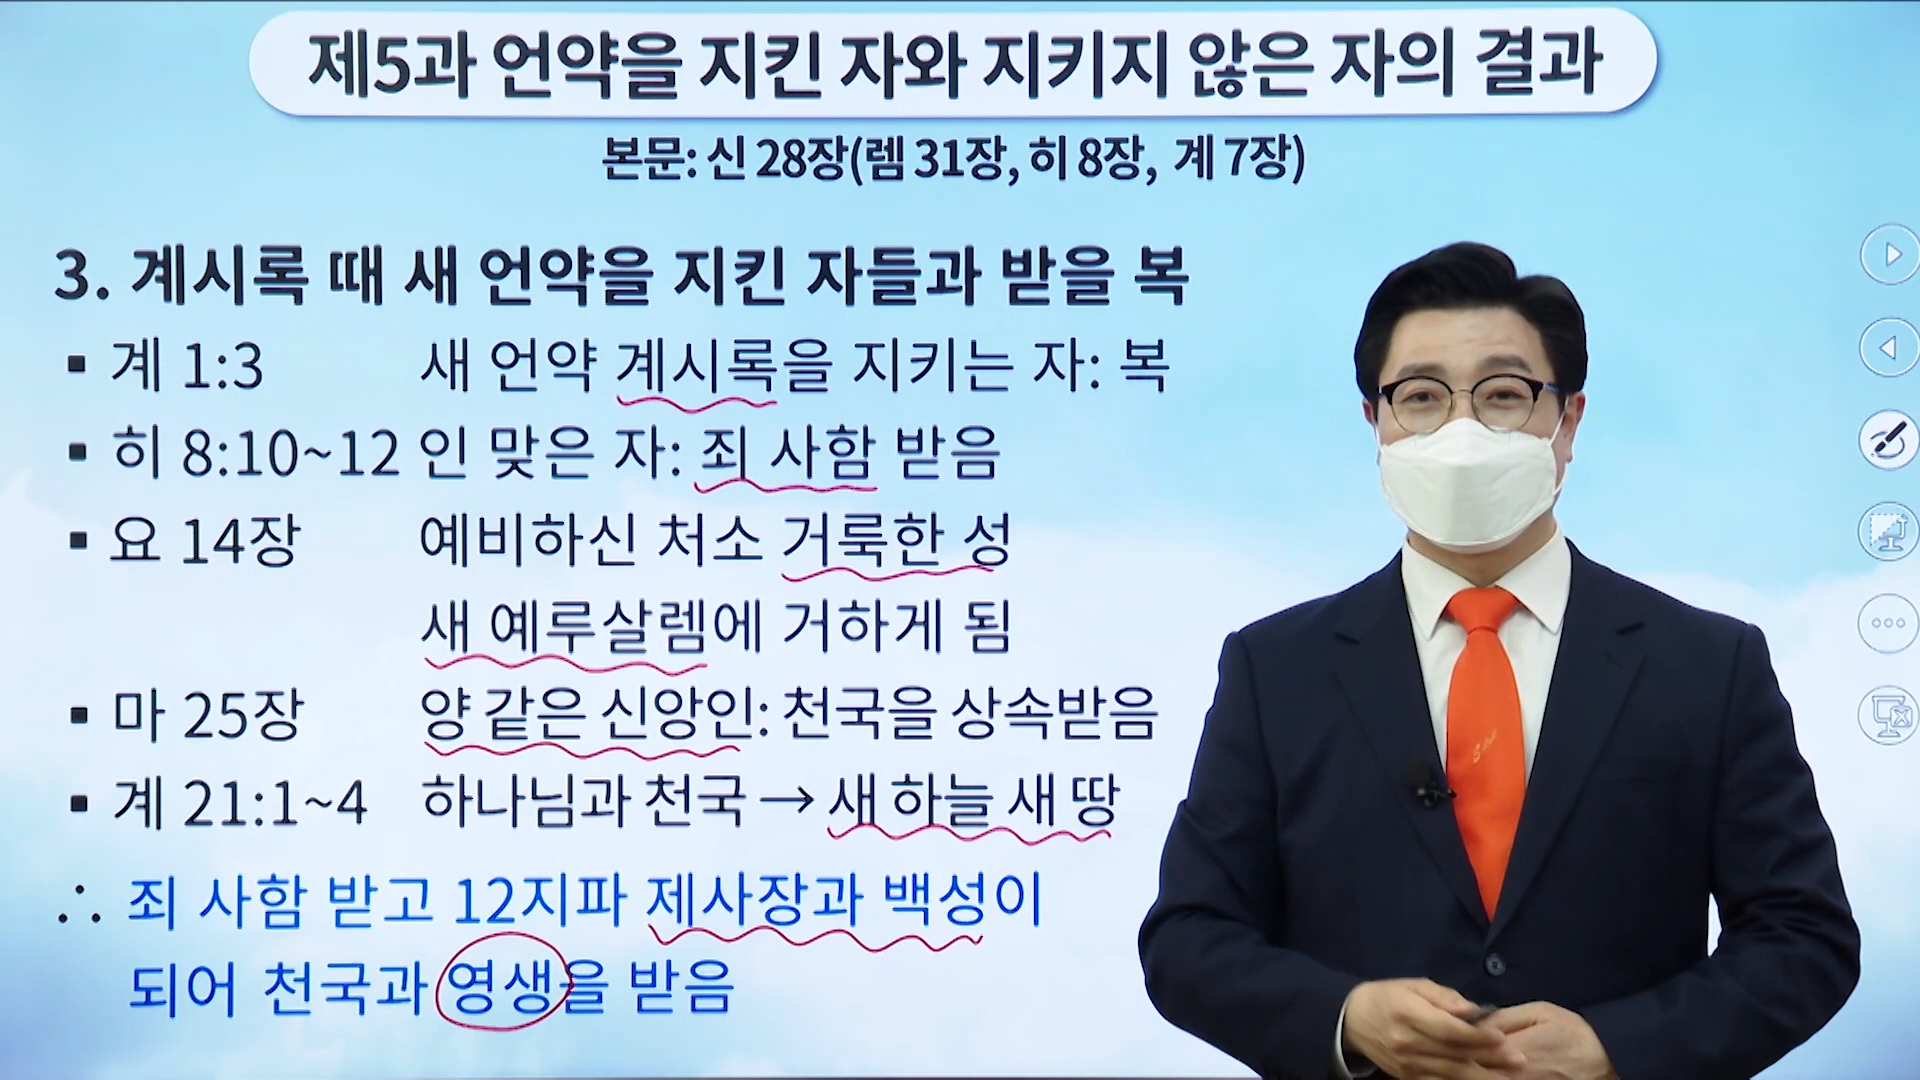 제5과 언약을 지킨 자와 지키지 않은 자의 결과
본문: 신 28장(렘 31장, 히 8장, 계 7장)
3. 계시록 때 새 언약을 지킨 자들과 받을 복
▪ 계 1:3 새 언약 계시록을 지키는 자: 복
▪ 히 8:10~12 인 맞은 자: 죄 사함 받음
▪ 요 14장 예비하신 처소 거룩한 성
새 예루살렘에 거하게 됨
▪ 마 25장 양 같은 신앙인: 천국을 상속받음
▪ 계 21:1~4 하나님과 천국 → 새 하늘 새 땅
∴ 죄 사함 받고 12지파 제사장과 백성이
되어 천국과 영생을 받음